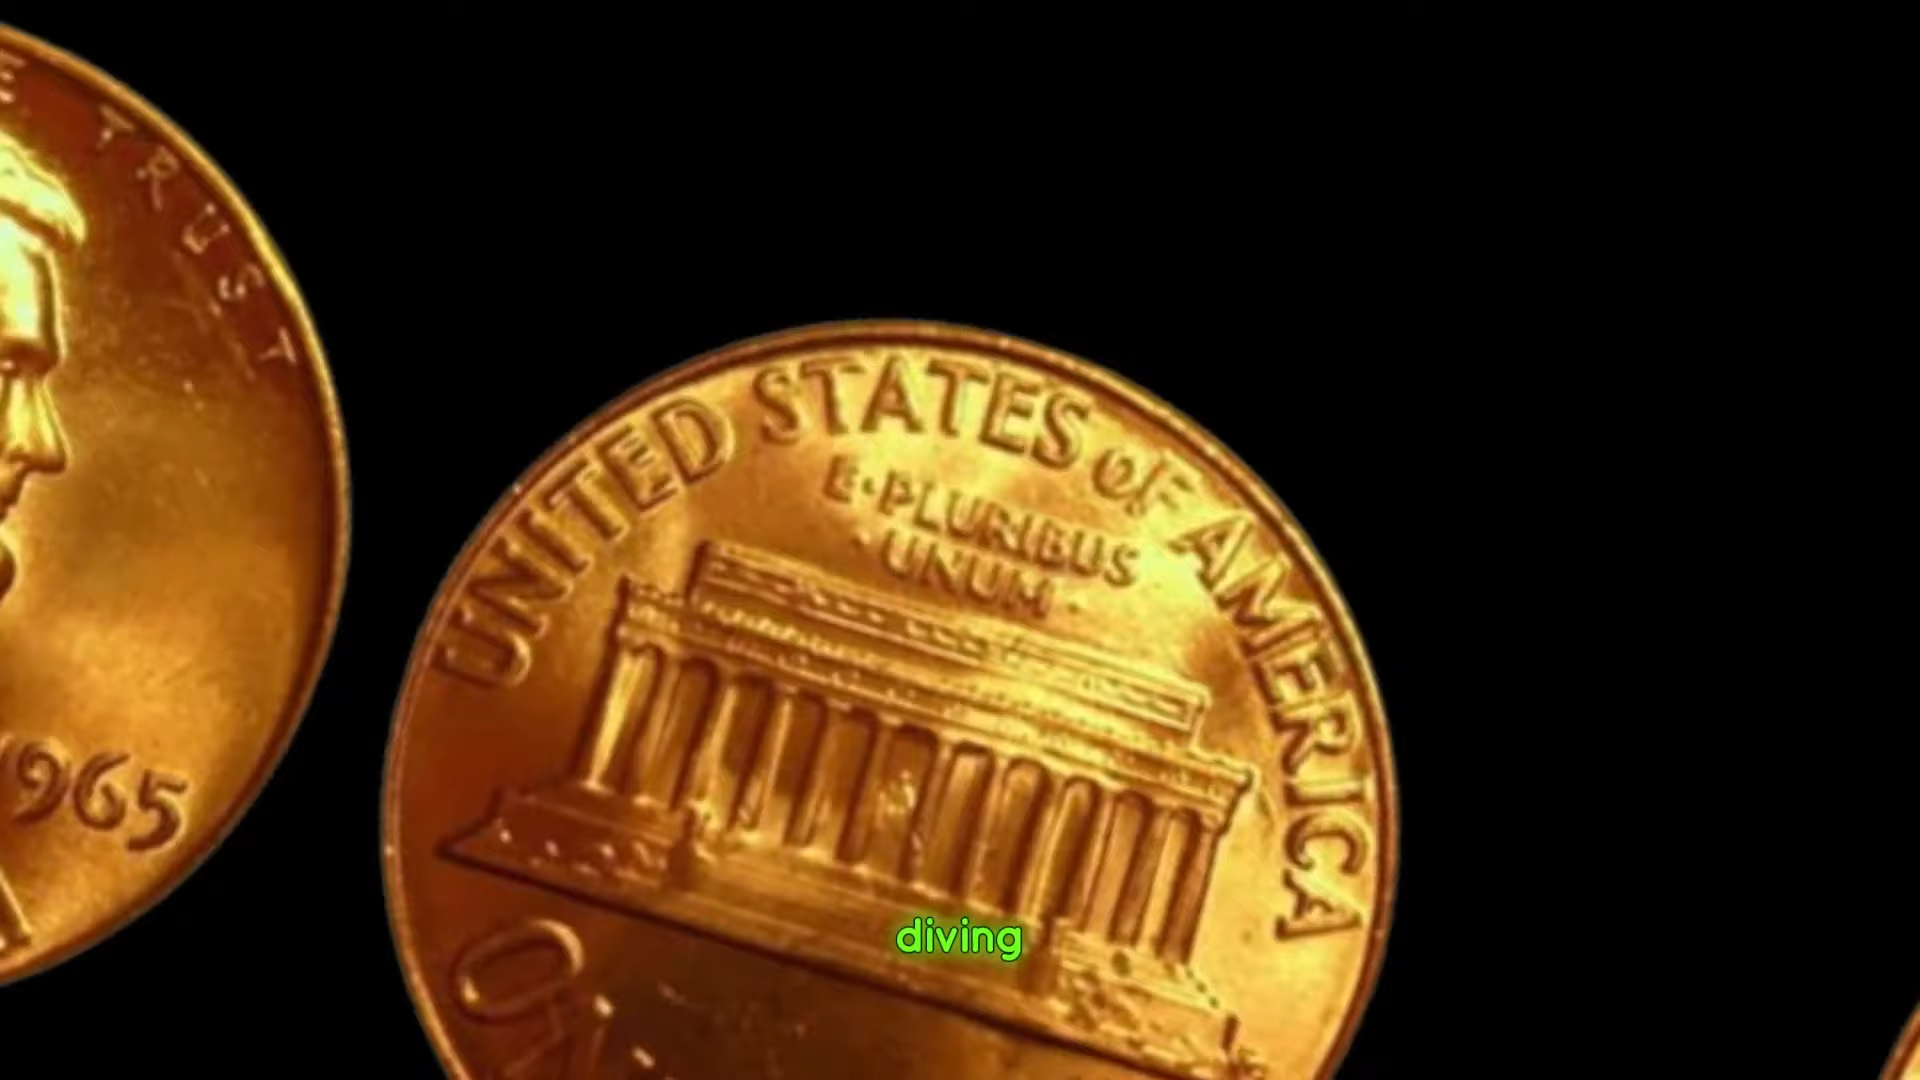 TRUST
1965
UNITED STATES OF AMERICA
E·PLURIBUS
·UNUM·
diving